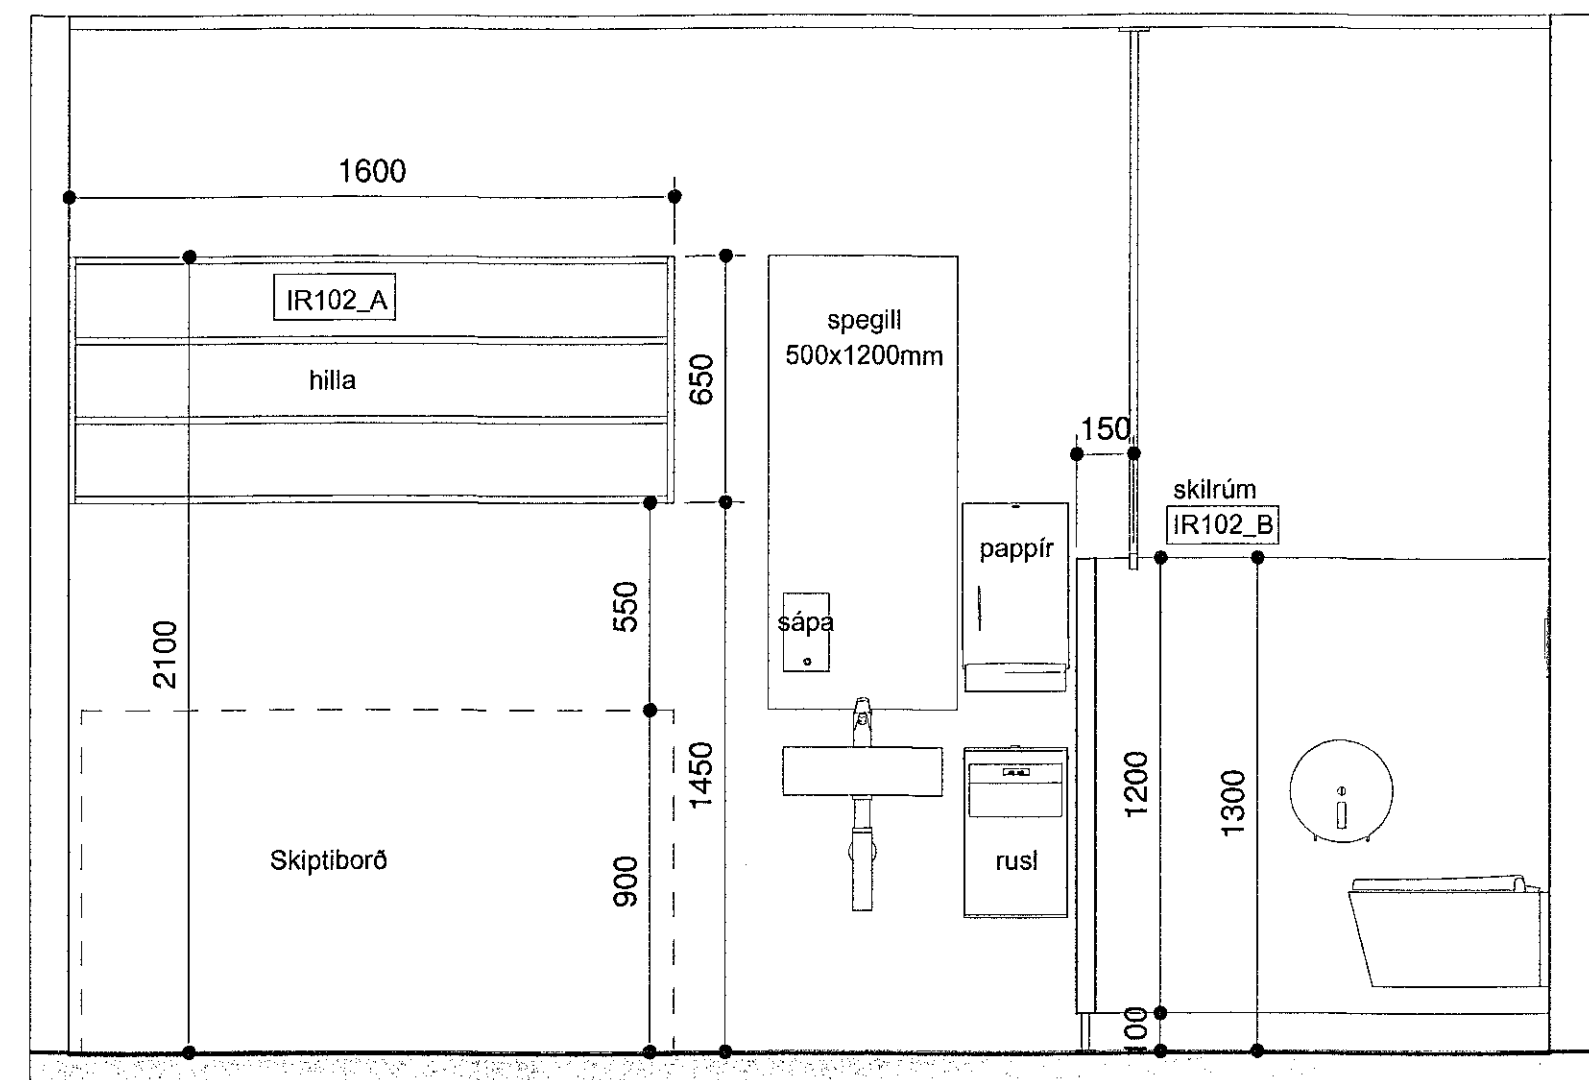 1600
IR102_A
hilla
650
spegill
500x1200mm
150
skilrúm
IR102_B
pappír
sápa
550
2100
1450
1200
1300
Skiptiborð
900
rusl
100